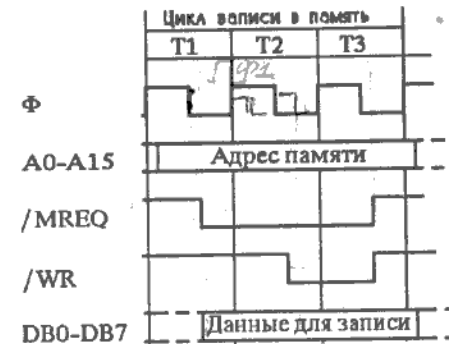 Цикл записи в память
T1 T2 T3
Ф
A0-A15 Адрес памяти
/MREQ
/WR
DB0-DB7 Данные для записи